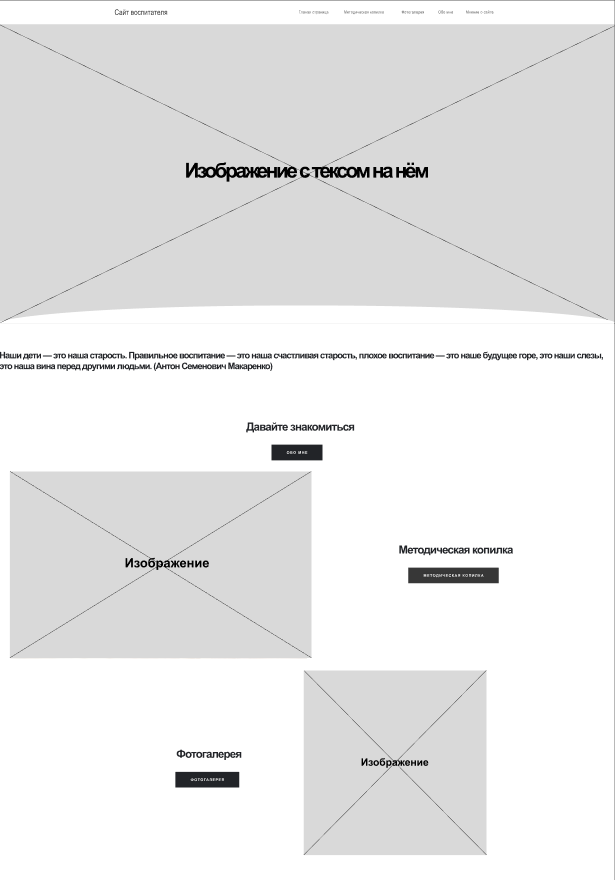 Сайт воспитателя
Главная страница Методическая копилка Фотогалерея Обо мне Мнение о сайте
Изображение с тексом на нём
Наши дети — это наша старость. Правильное воспитание — это наша счастливая старость, плохое воспитание — это наше будущее горе, это наши слезы,
это наша вина перед другими людьми. (Антон Семенович Макаренко)
Давайте знакомиться
ОБО МНЕ
Изображение
Методическая копилка
МЕТОДИЧЕСКАЯ КОПИЛКА
Изображение
Фотогалерея
ФОТОГАЛЕРЕЯ